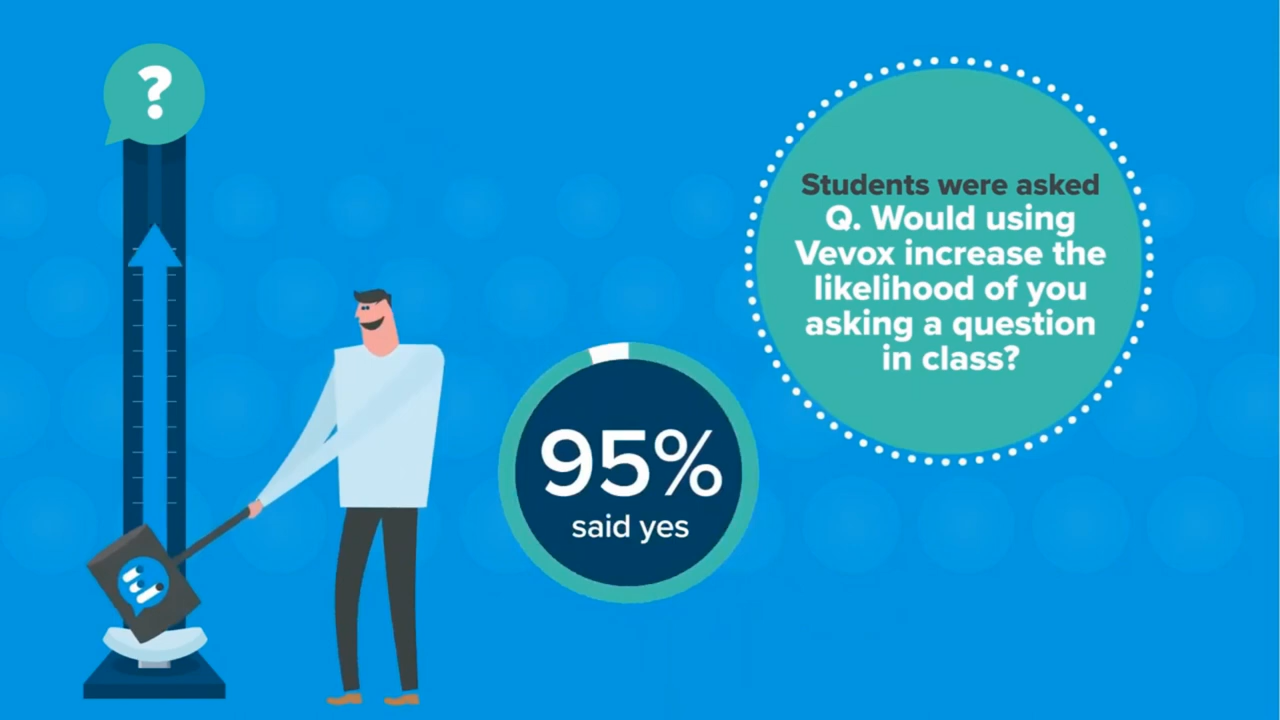 ?
Students were asked
Q. Would using
Vevox increase the
likelihood of you
asking a question
in class?
95%
said yes